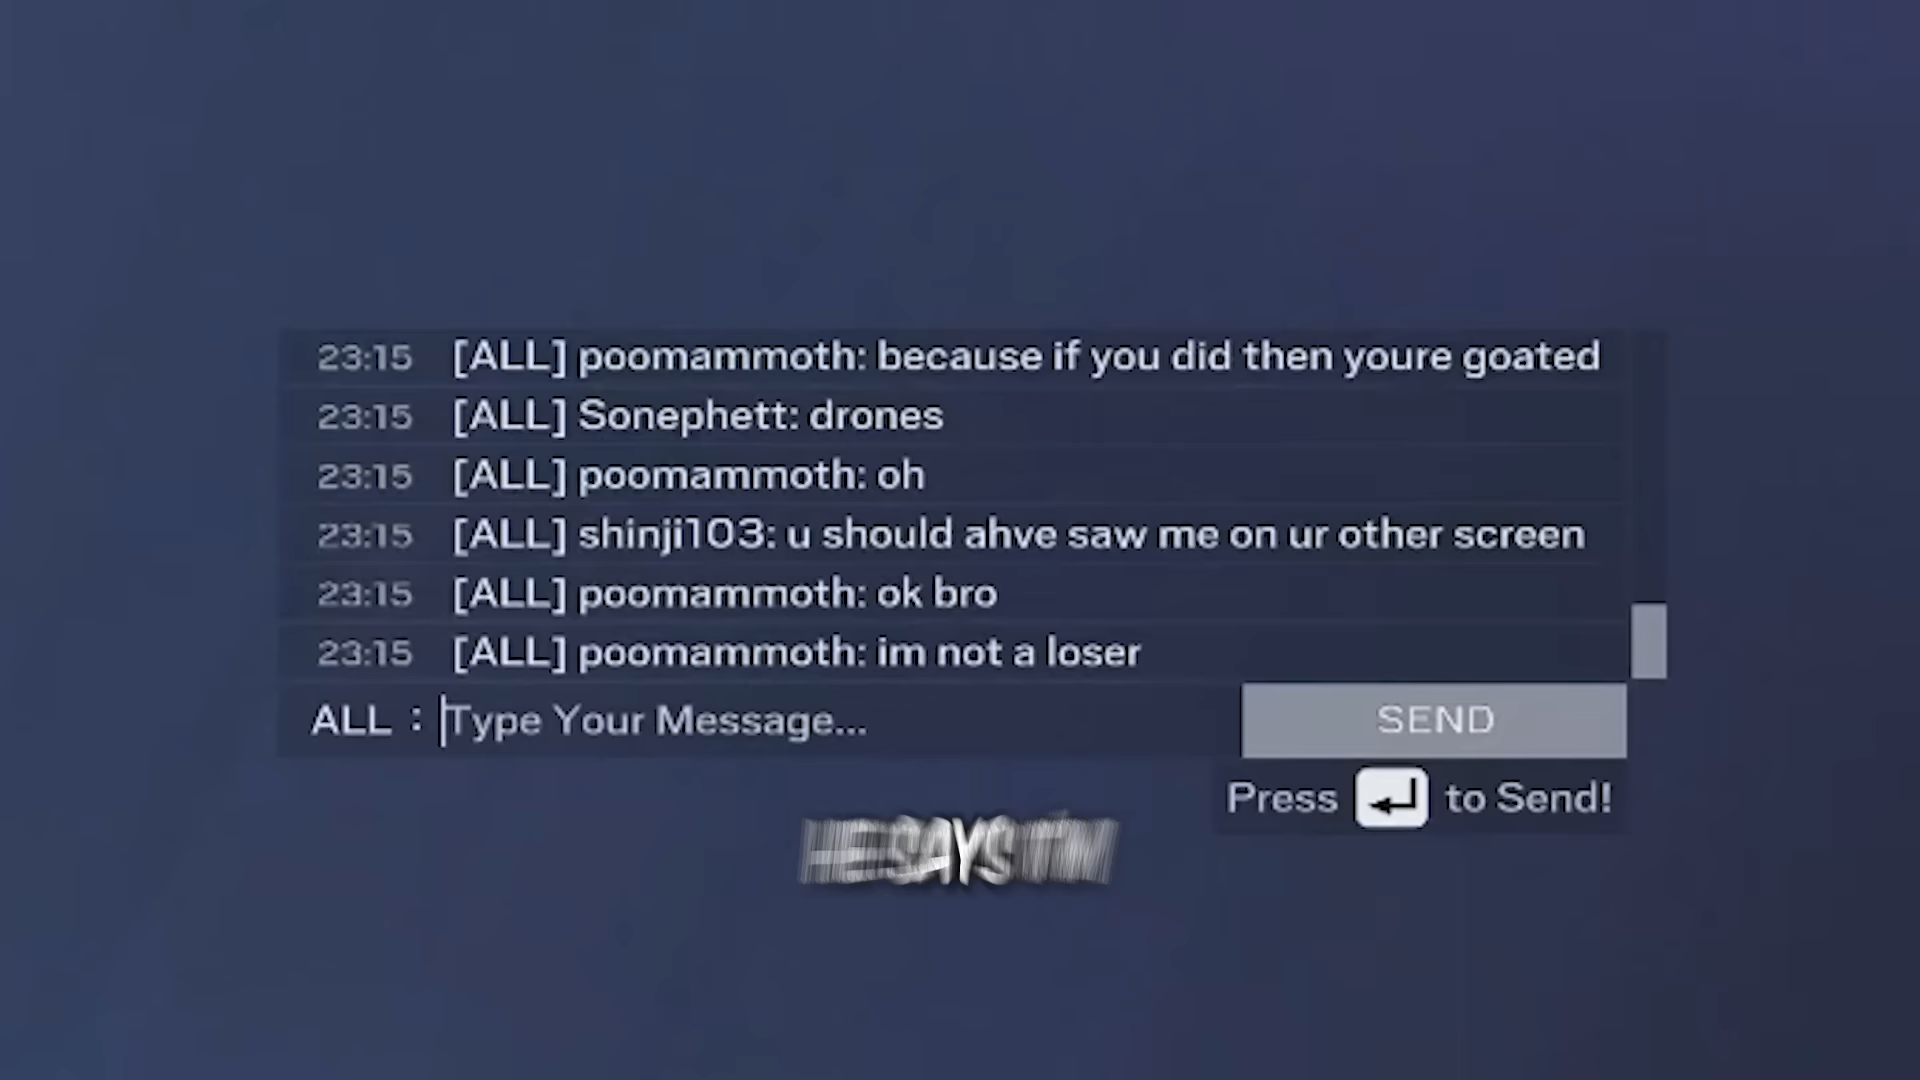 23:15 [ALL] poomammoth: because if you did then youre goated
23:15 [ALL] Sonephett: drones
23:15 [ALL] poomammoth: oh
23:15 [ALL] shinji103: u should ahve saw me on ur other screen
23:15 [ALL] poomammoth: ok bro
23:15 [ALL] poomammoth: im not a loser
ALL : Type Your Message... SEND
Press to Send!
HE SAYS I'M